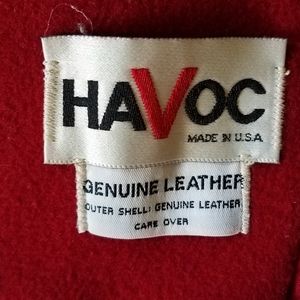 HAVOC
MADE IN U.S.A.
GENUINE LEATHER
OUTER SHELL: GENUINE LEATHER
CARE OVER